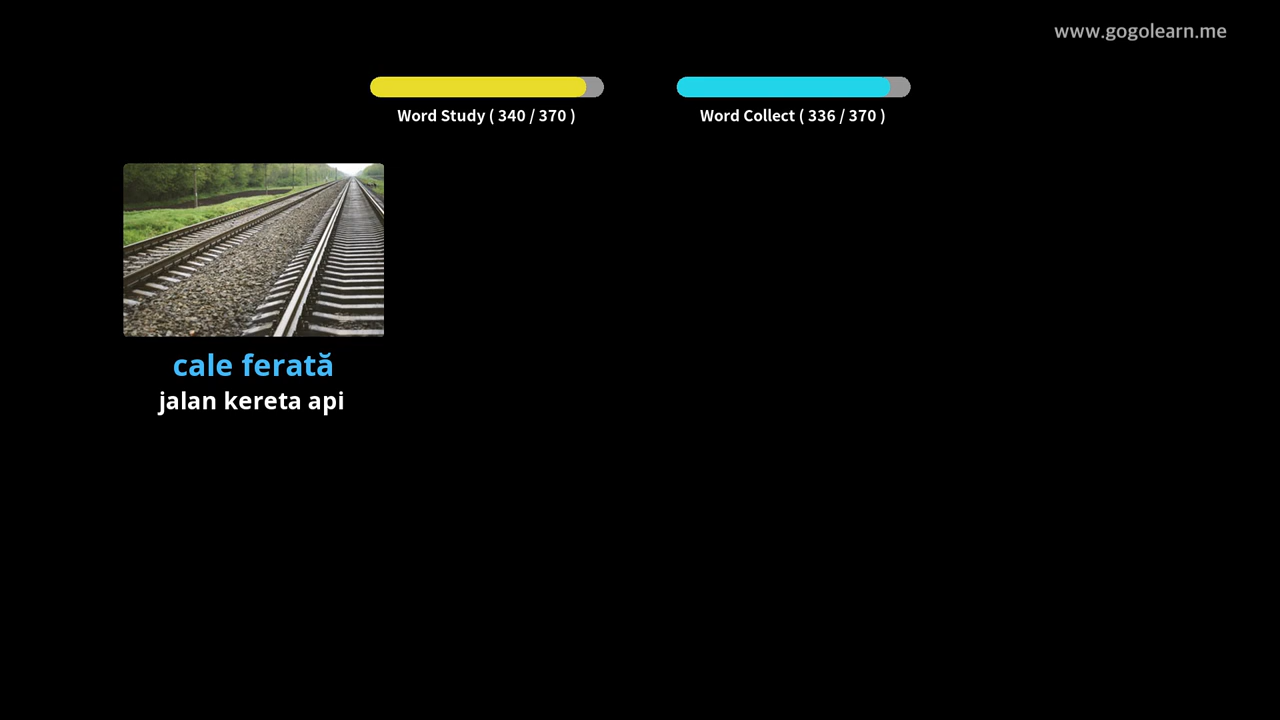 www.gogolearn.me
Word Study ( 340 / 370 )
Word Collect ( 336 / 370 )
cale ferată
jalan kereta api